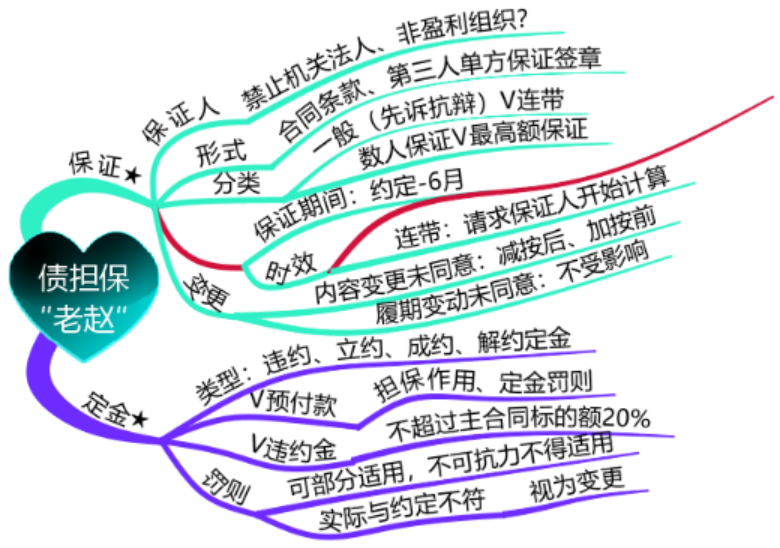 债担保
“老赵”
保证★
保证人
禁止机关法人、非盈利组织？
形式
合同条款、第三人单方保证签章
分类
一般（先诉抗辩）V连带
数人保证V最高额保证
保证期间：约定-6月
时效
连带：请求保证人开始计算
变更
内容变更未同意：减按后、加按前
履期变动未同意：不受影响
定金★
类型：违约、立约、成约、解约定金
V预付款
担保作用、定金罚则
V违约金
不超过主合同标的额20%
罚则
可部分适用，不可抗力不得适用
实际与约定不符
视为变更